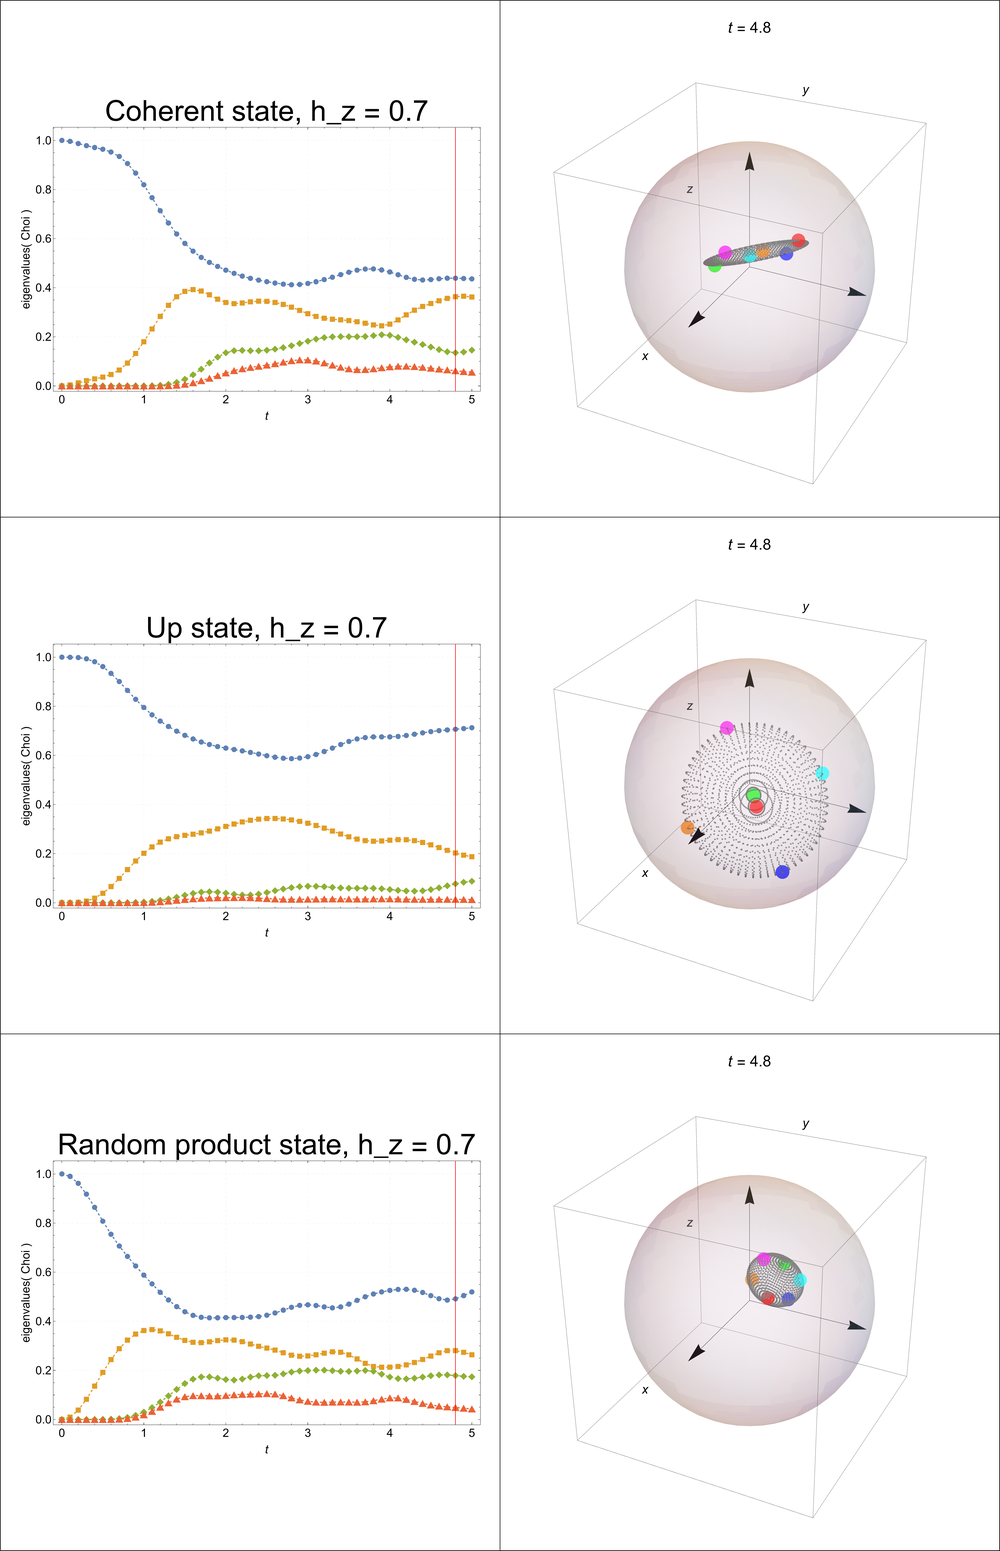 t = 4.8
Coherent state, h_z = 0.7
eigenvalues( Choi )
1.0
0.8
0.6
0.4
0.2
0.0
0 1 2 3 4 5
t
y
z
x
t = 4.8
Up state, h_z = 0.7
eigenvalues( Choi )
1.0
0.8
0.6
0.4
0.2
0.0
0 1 2 3 4 5
t
y
z
x
t = 4.8
Random product state, h_z = 0.7
eigenvalues( Choi )
1.0
0.8
0.6
0.4
0.2
0.0
0 1 2 3 4 5
t
y
z
x